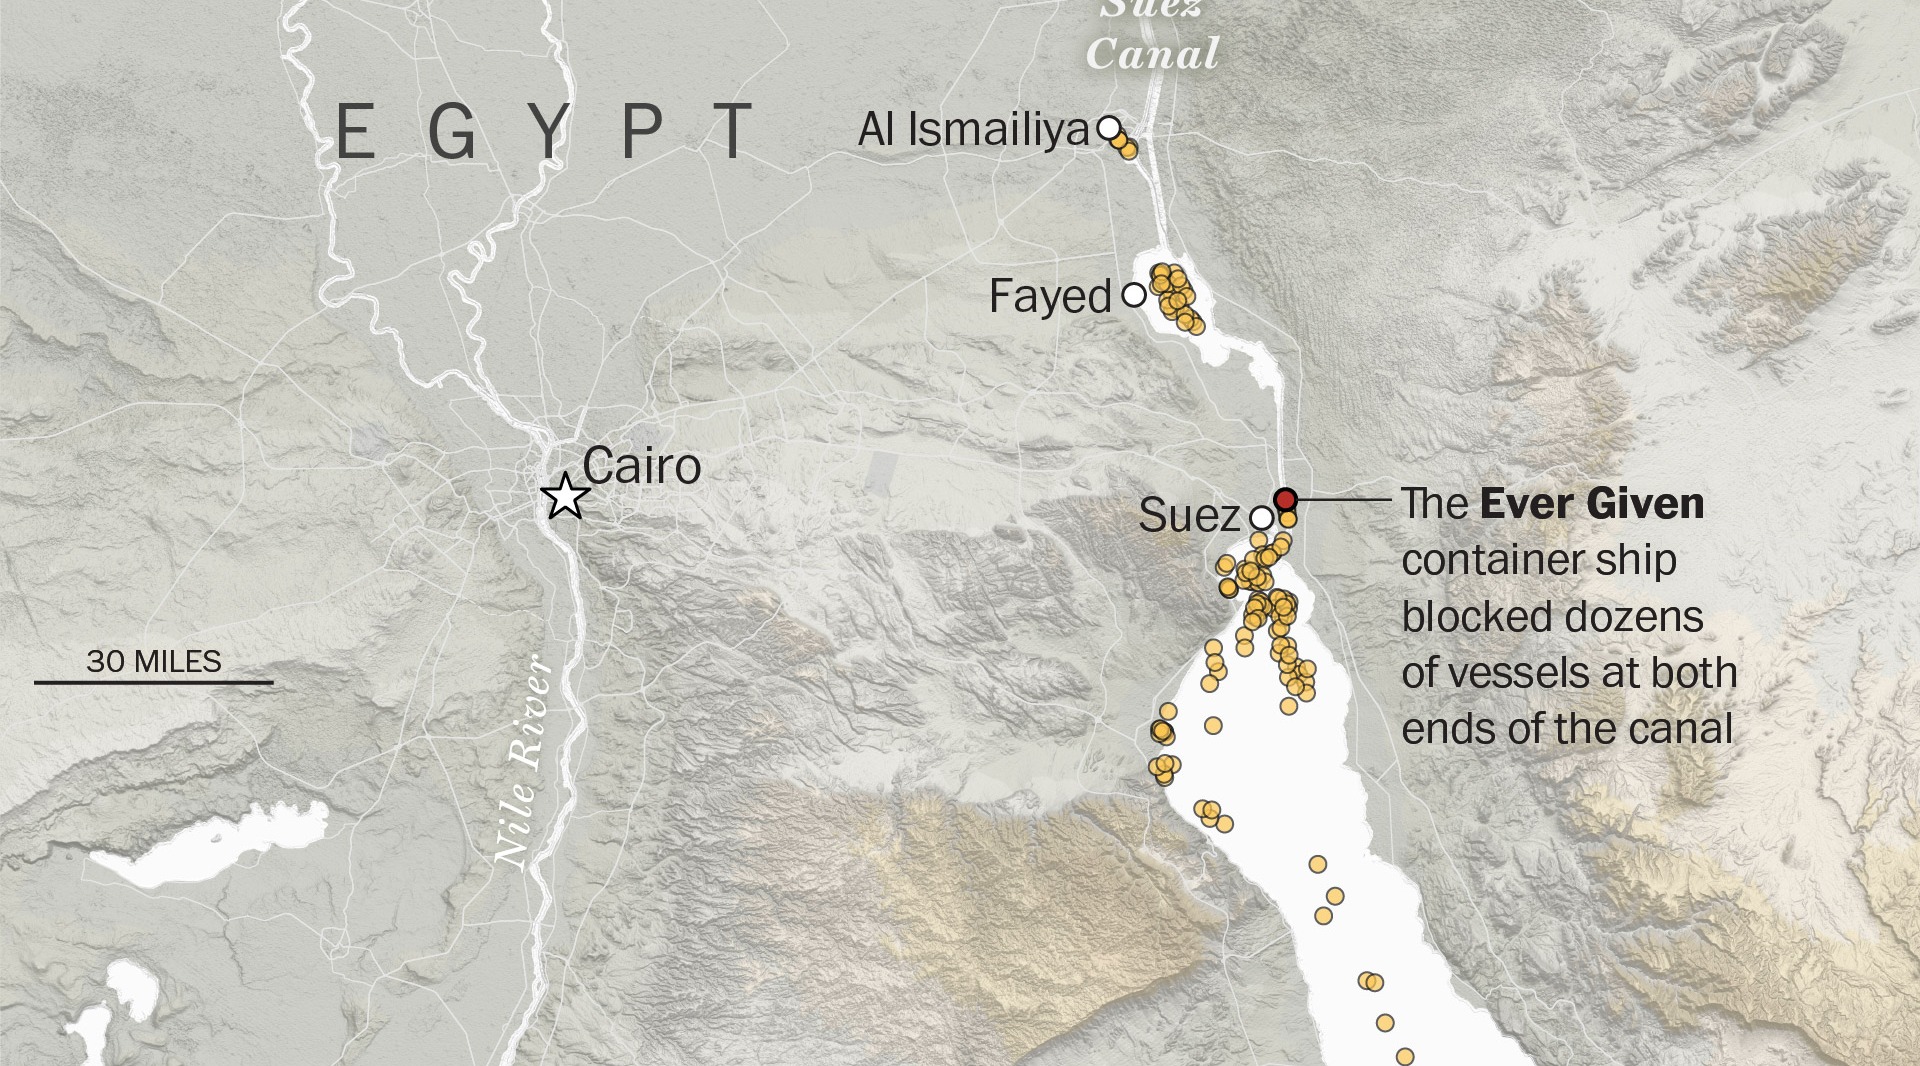 Suez
Canal
EGYPT
Al Ismailiya
Fayed
Cairo
Suez
The Ever Given
container ship
blocked dozens
of vessels at both
ends of the canal
30 MILES
Nile River